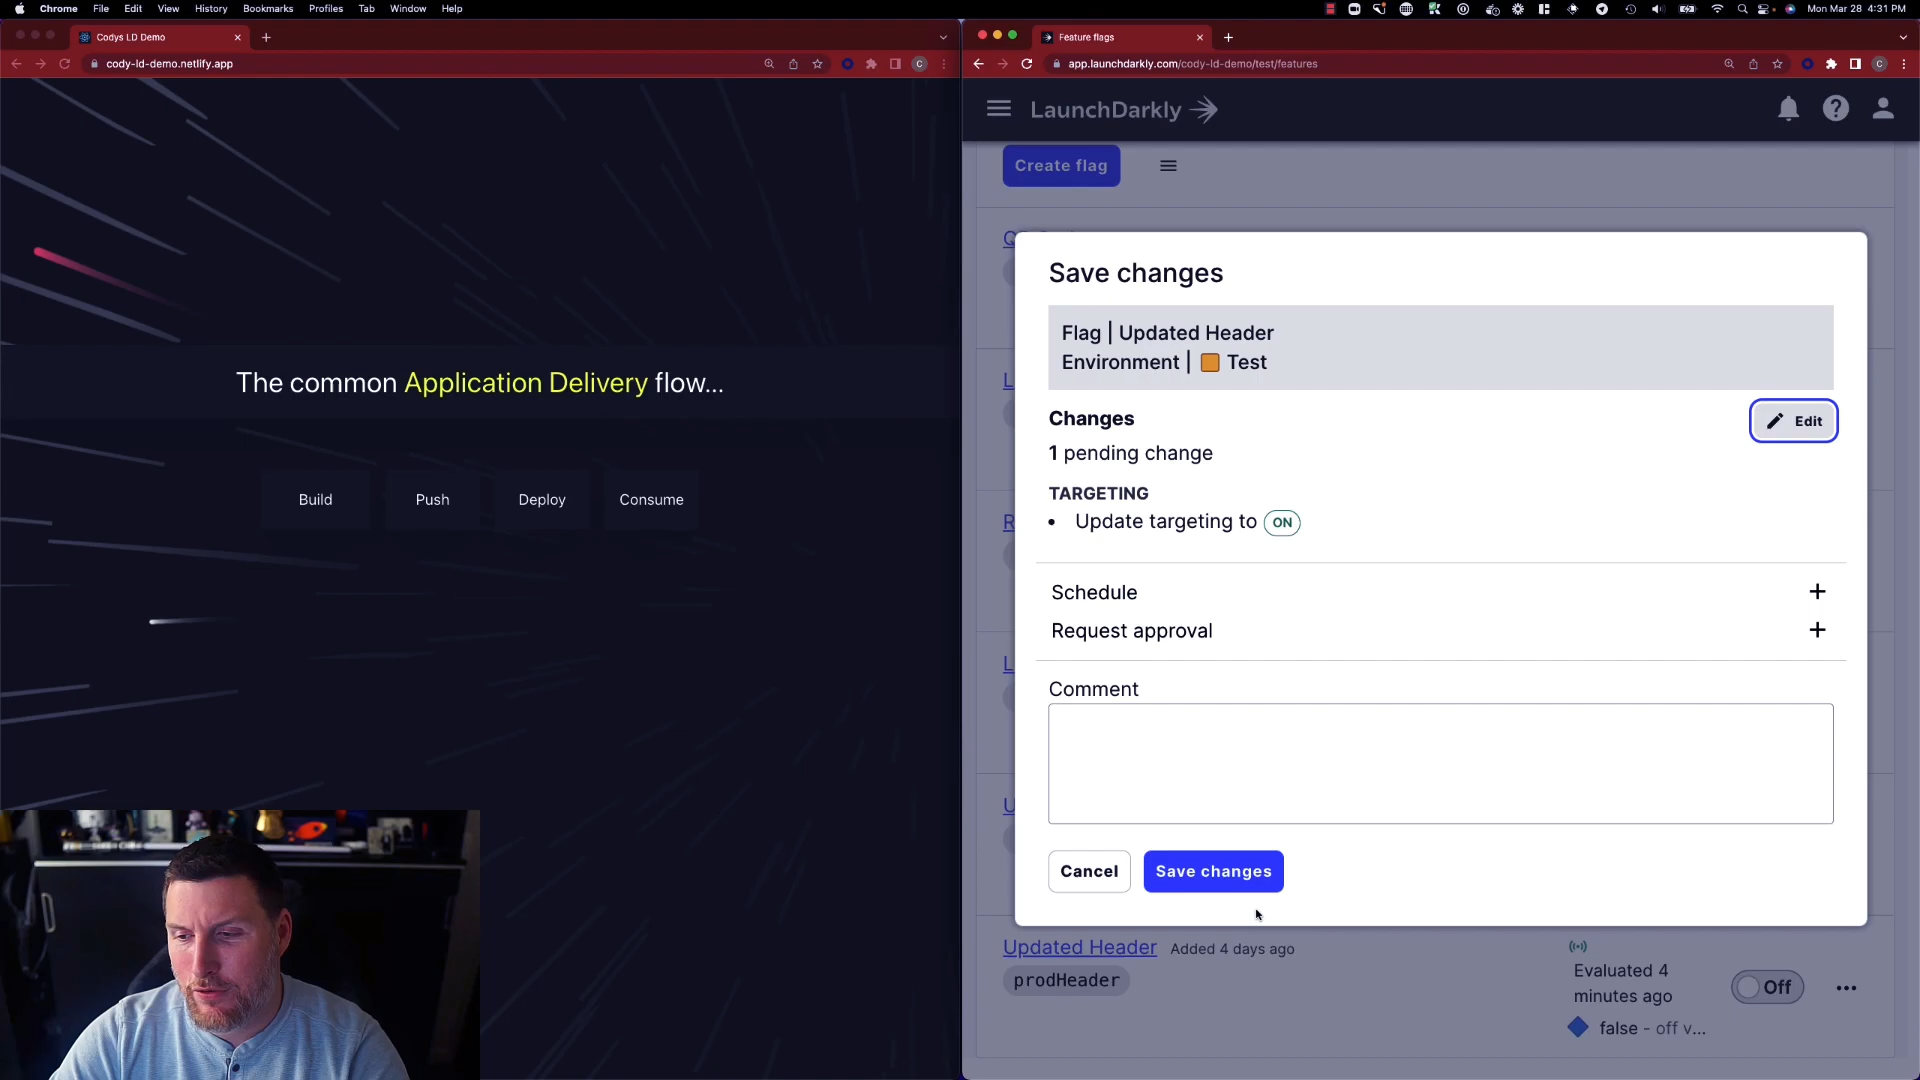 Chrome File Edit View History Bookmarks Profiles Tab Window Help
Mon Mar 28 4:31 PM
Codys LD Demo
cody-ld-demo.netlify.app
C
The common Application Delivery flow...
Build Push Deploy Consume
Feature flags
app.launchdarkly.com/cody-ld-demo/test/features
C
LaunchDarkly
Create flag
Save changes
Flag | Updated Header
Environment | Test
Changes
Edit
1 pending change
TARGETING
• Update targeting to ON
Schedule +
Request approval +
Comment
Cancel Save changes
Updated Header Added 4 days ago
prodHeader
Evaluated 4
minutes ago
Off
false - off v...